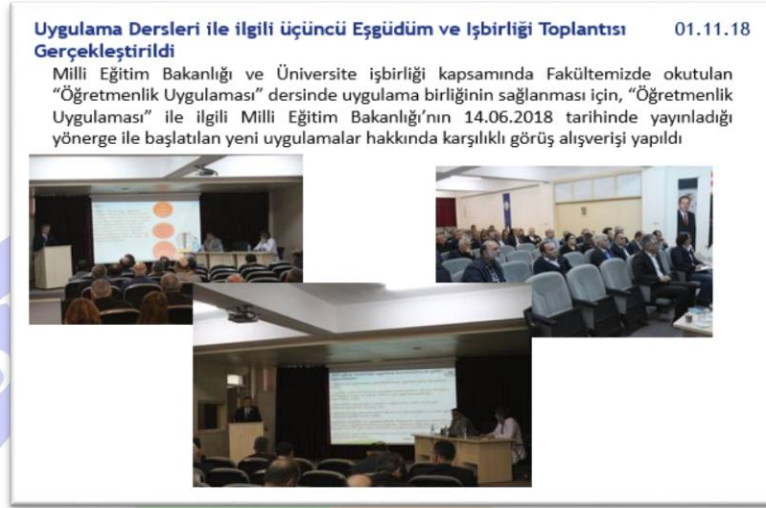 Uygulama Dersleri ile ilgili üçüncü Eşgüdüm ve Işbirliği Toplantısı 01.11.18
Gerçekleştirildi
Milli Eğitim Bakanlığı ve Üniversite işbirliği kapsamında Fakültemizde okutulan
“Öğretmenlik Uygulaması” dersinde uygulama birliğinin sağlanması için, “Öğretmenlik
Uygulaması” ile ilgili Milli Eğitim Bakanlığı’nın 14.06.2018 tarihinde yayınladığı
yönerge ile başlatılan yeni uygulamalar hakkında karşılıklı görüş alışverişi yapıldı